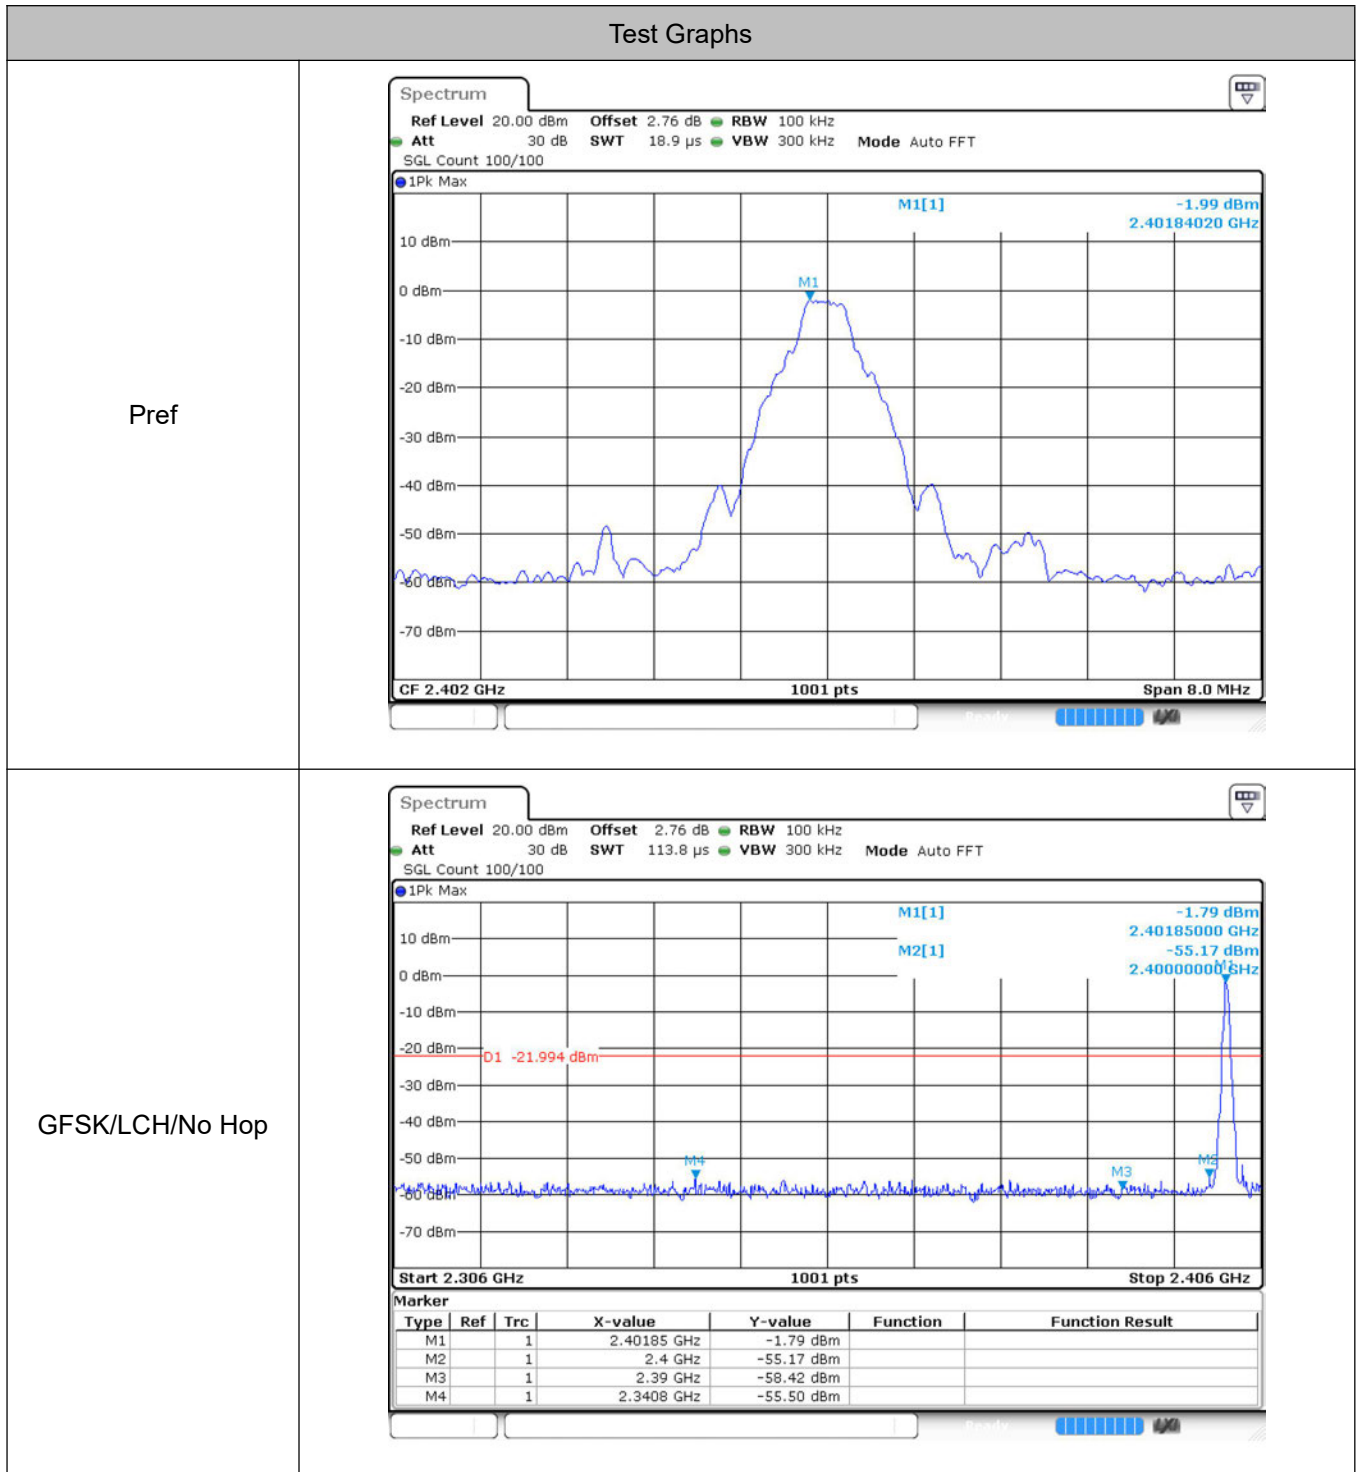 Test Graphs
Pref
Spectrum
Ref Level 20.00 dBm Offset 2.76 dB RBW 100 kHz
Att 30 dB SWT 18.9 µs VBW 300 kHz Mode Auto FFT
SGL Count 100/100
1Pk Max
M1[1] -1.99 dBm
2.40184020 GHz
10 dBm
M1
0 dBm
-10 dBm
-20 dBm
-30 dBm
-40 dBm
-50 dBm
-60 dBm
-70 dBm
CF 2.402 GHz 1001 pts Span 8.0 MHz
Ready
GFSK/LCH/No Hop
Spectrum
Ref Level 20.00 dBm Offset 2.76 dB RBW 100 kHz
Att 30 dB SWT 113.8 µs VBW 300 kHz Mode Auto FFT
SGL Count 100/100
1Pk Max
M1[1] -1.79 dBm
2.40185000 GHz
10 dBm
M2[1] -55.17 dBm
2.40000000 GHz
M1
0 dBm
-10 dBm
-20 dBm
D1 -21.994 dBm
-30 dBm
-40 dBm
-50 dBm
M4 M3 M2
-60 dBm
-70 dBm
Start 2.306 GHz 1001 pts Stop 2.406 GHz
Marker
Type Ref Trc X-value Y-value Function Function Result
M1 1 2.40185 GHz -1.79 dBm
M2 1 2.4 GHz -55.17 dBm
M3 1 2.39 GHz -58.42 dBm
M4 1 2.3408 GHz -55.50 dBm
Ready